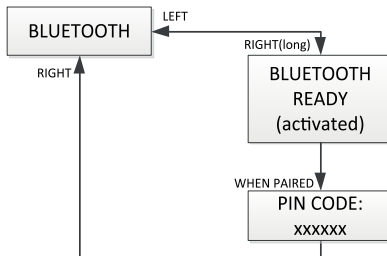 BLUETOOTH
LEFT
RIGHT(long)
RIGHT
BLUETOOTH
READY
(activated)
WHEN PAIRED
PIN CODE:
xxxxxx